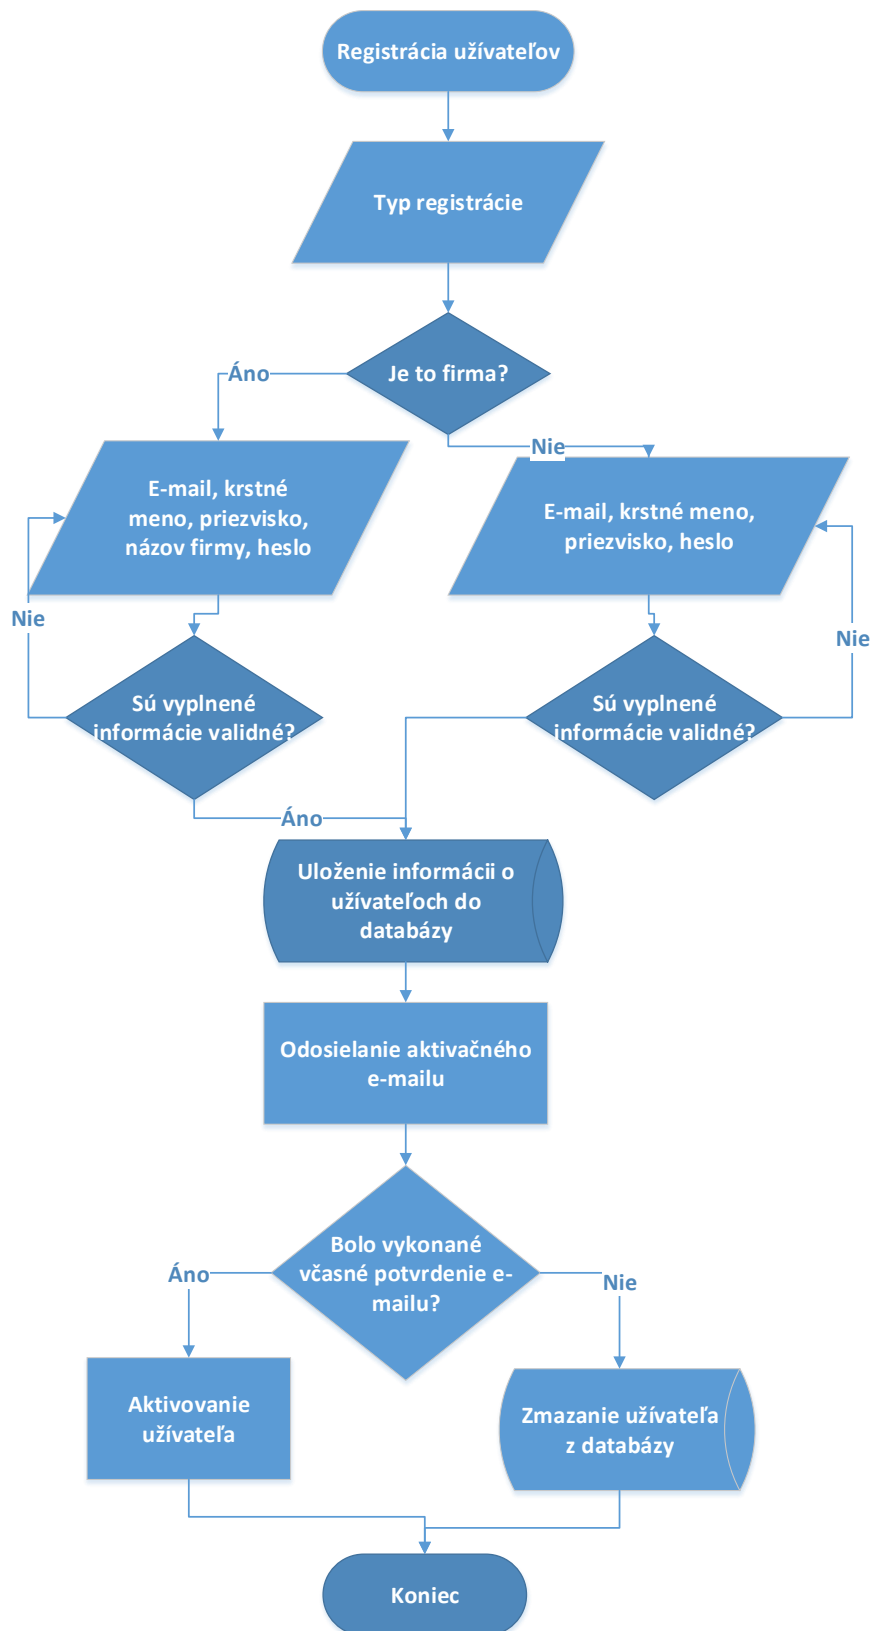 Registrácia užívateľov
Typ registrácie
Je to firma?
Áno
Nie
E-mail, krstné
meno, priezvisko,
názov firmy, heslo
E-mail, krstné meno,
priezvisko, heslo
Nie
Nie
Sú vyplnené
informácie validné?
Sú vyplnené
informácie validné?
Áno
Uloženie informácii o
užívateľoch do
databázy
Odosielanie aktivačného
e-mailu
Bolo vykonané
včasné potvrdenie e-
mailu?
Áno
Nie
Aktivovanie
užívateľa
Zmazanie užívateľa
z databázy
Koniec